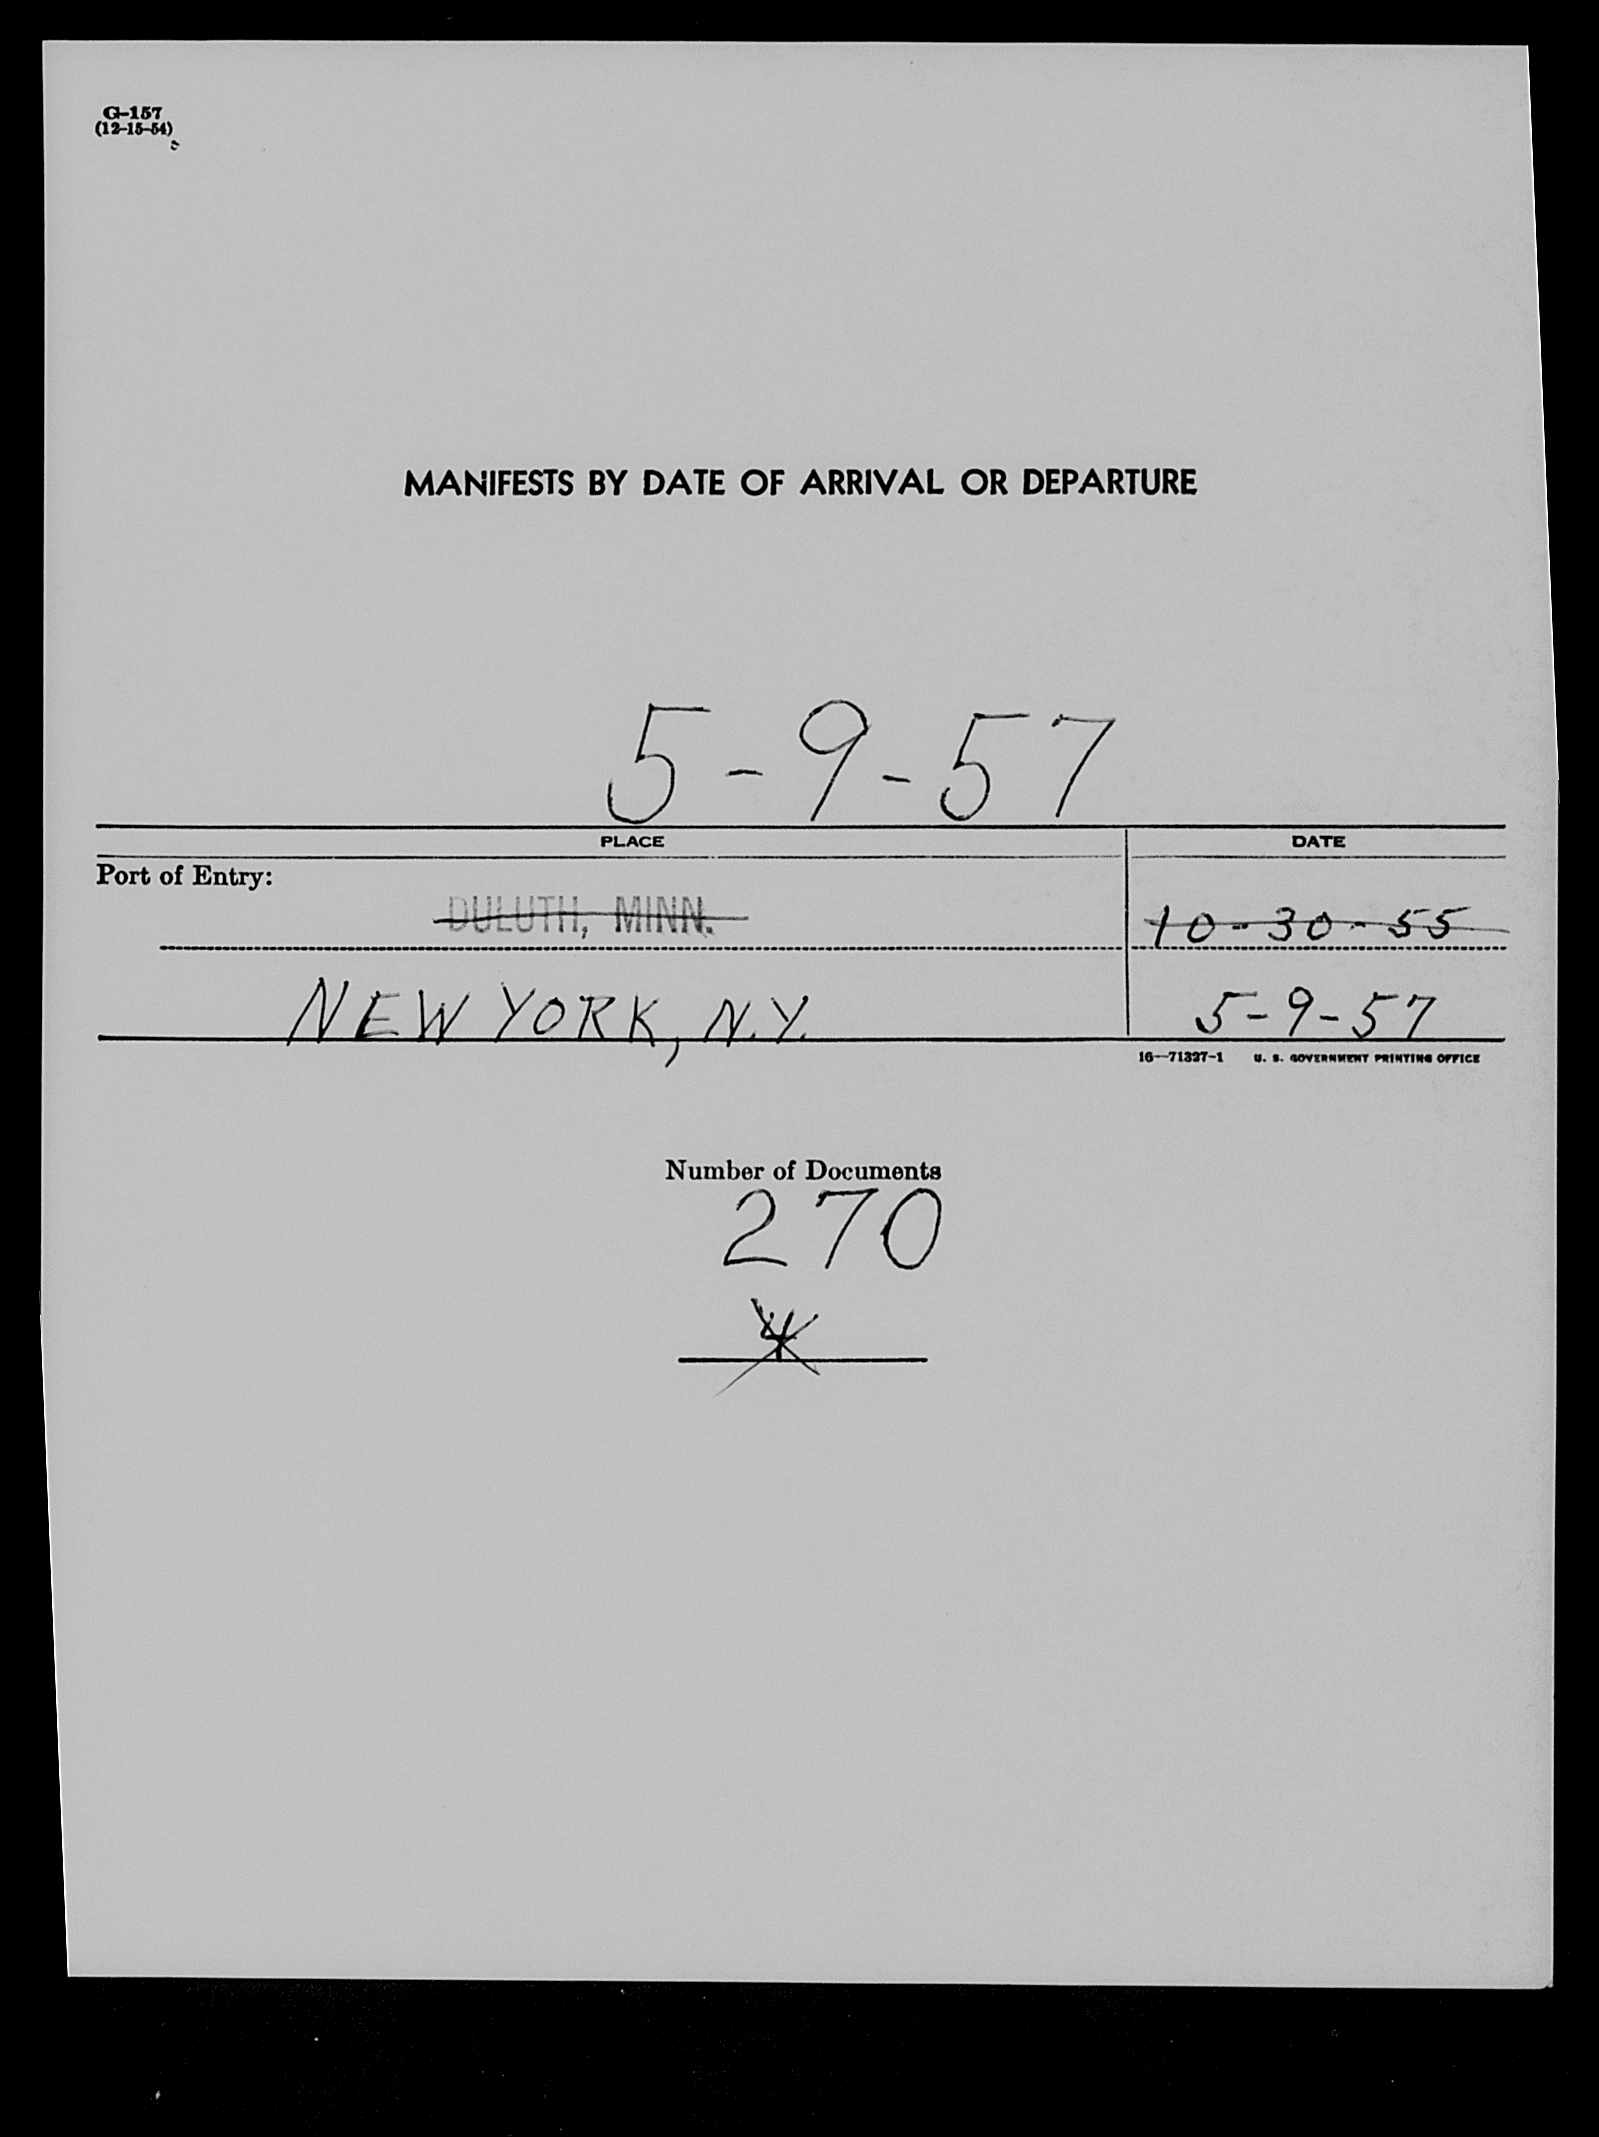 G-157
(12-15-54)
MANIFESTS BY DATE OF ARRIVAL OR DEPARTURE
5-9-57
PLACE DATE
Port of Entry:
DULUTH, MINN. 10-30-55
NEW YORK, N.Y. 5-9-57
16—71327-1 U. S. GOVERNMENT PRINTING OFFICE
Number of Documents
270
4